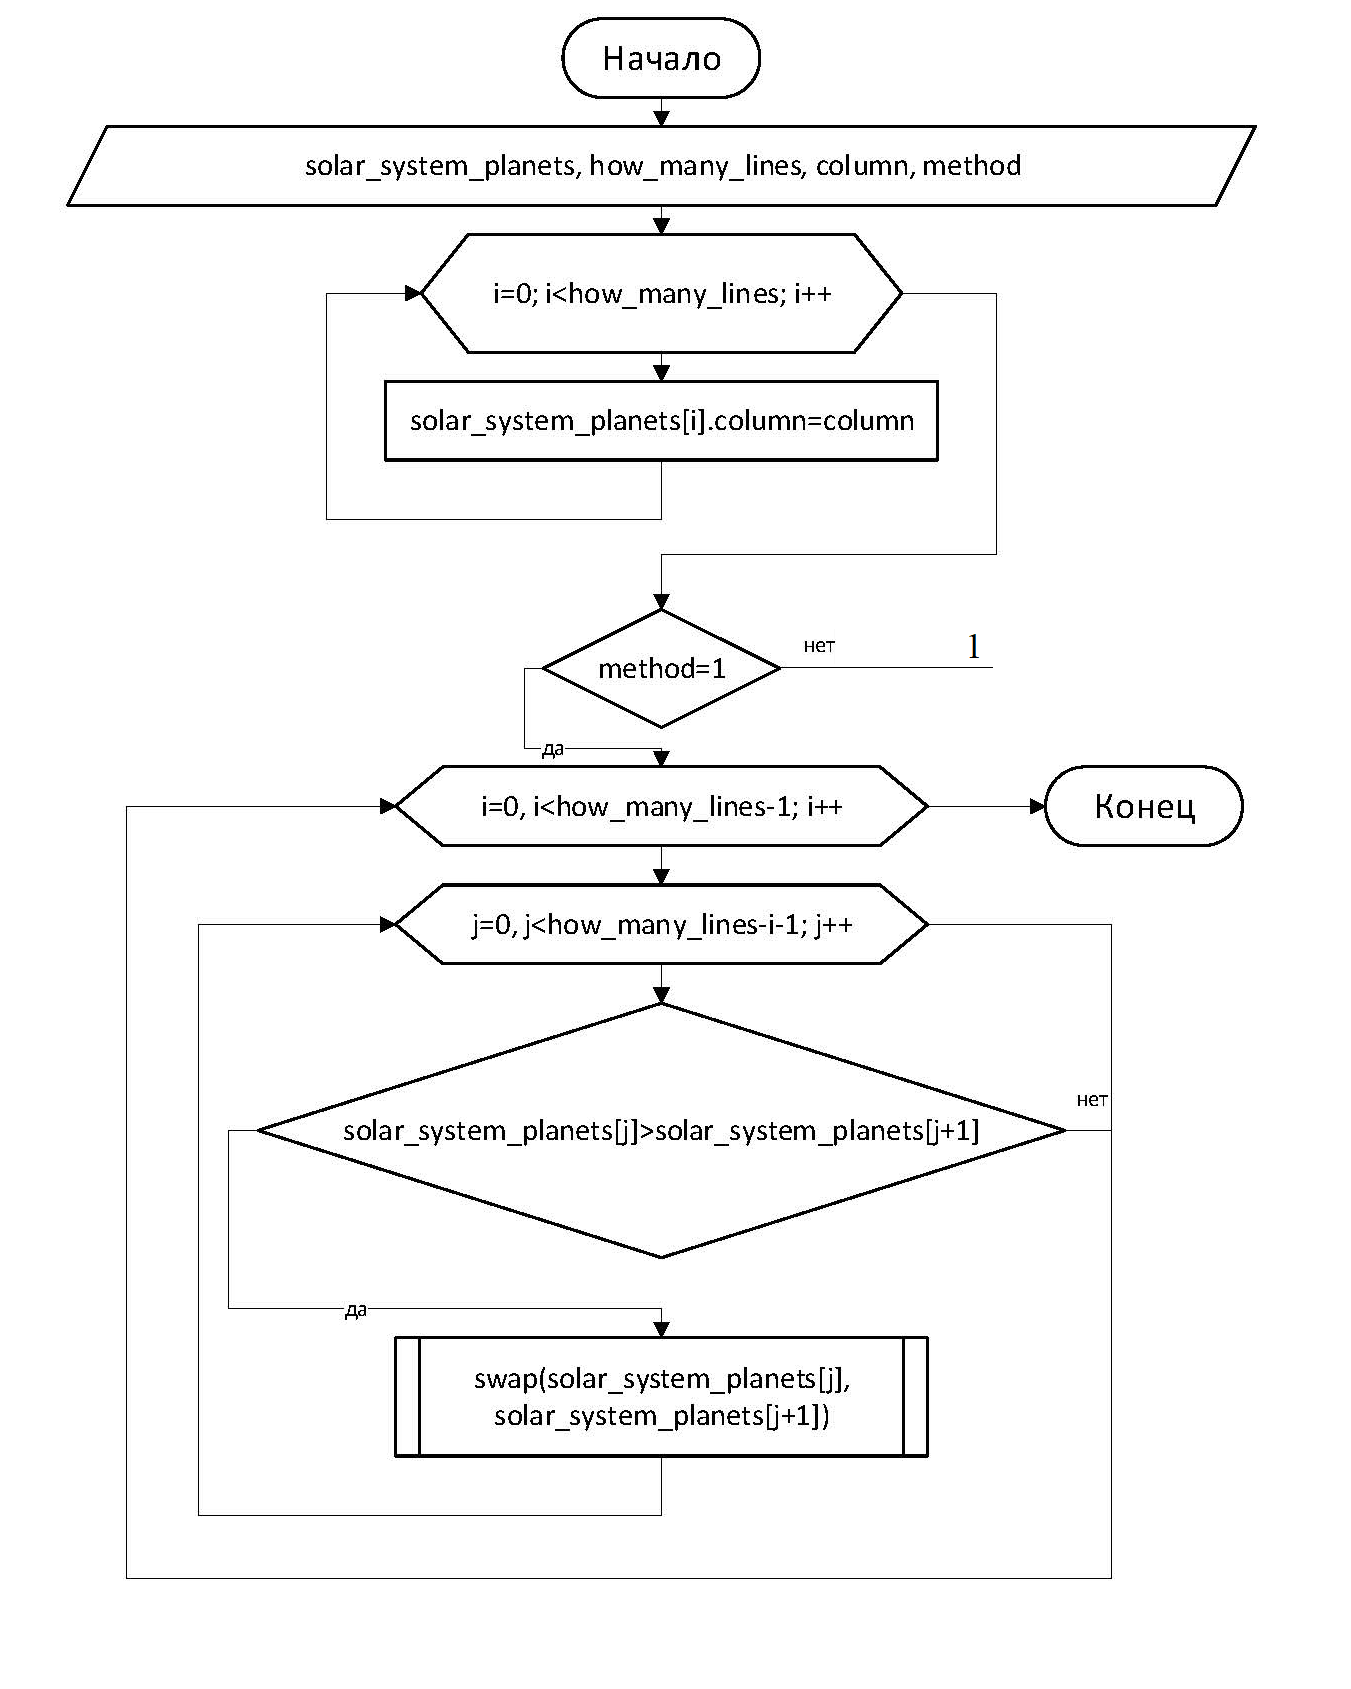 Начало
solar_system_planets, how_many_lines, column, method
i=0; i<how_many_lines; i++
solar_system_planets[i].column=column
method=1
нет
1
да
i=0, i<how_many_lines-1; i++
Конец
j=0, j<how_many_lines-i-1; j++
solar_system_planets[j]>solar_system_planets[j+1]
нет
да
swap(solar_system_planets[j],
solar_system_planets[j+1])